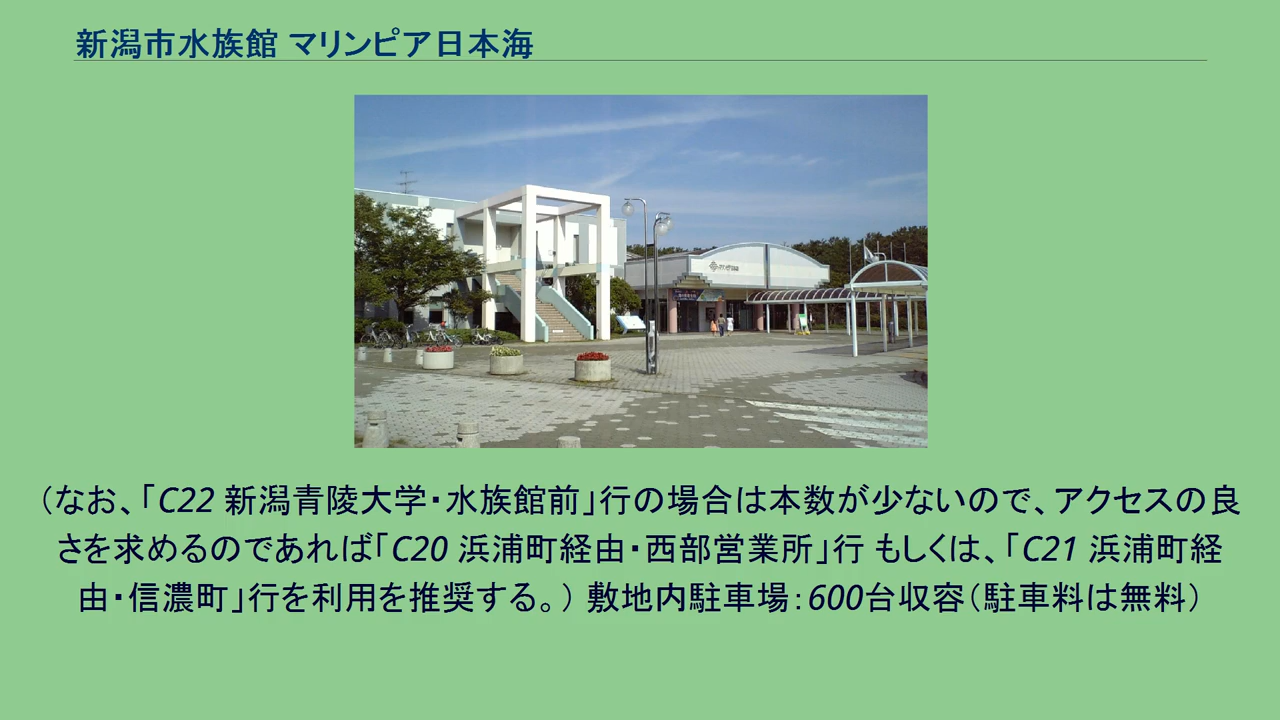 新潟市水族館 マリンピア日本海
（なお、「C22 新潟青陵大学・水族館前」行の場合は本数が少ないので、アクセスの良
さを求めるのであれば「C20 浜浦町経由・西部営業所」行 もしくは、「C21 浜浦町経
由・信濃町」行を利用を推奨する。） 敷地内駐車場：600台収容（駐車料は無料）